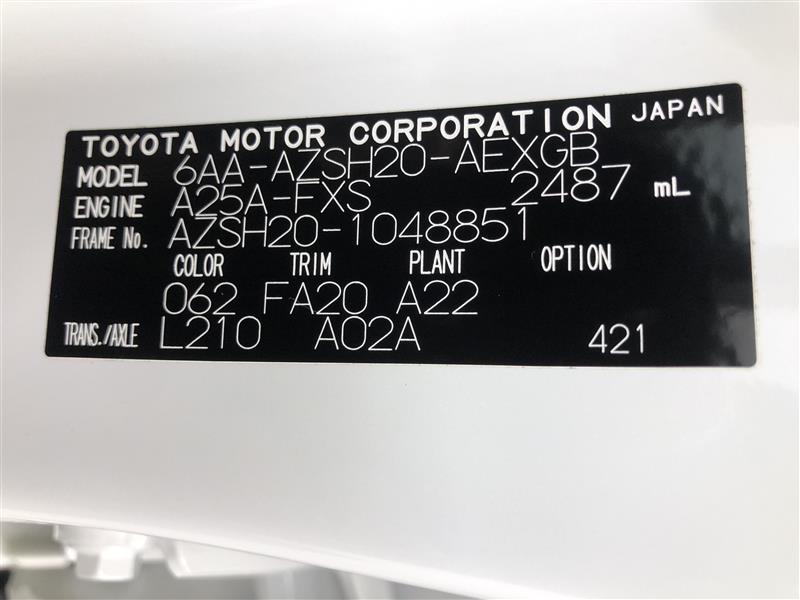 TOYOTA MOTOR CORPORATION JAPAN
MODEL 6AA-AZSH20-AEXGB
ENGINE A25A-FXS 2487 mL
FRAME No. AZSH20-1048851
COLOR TRIM PLANT OPTION
062 FA20 A22
TRANS./AXLE L210 A02A 421